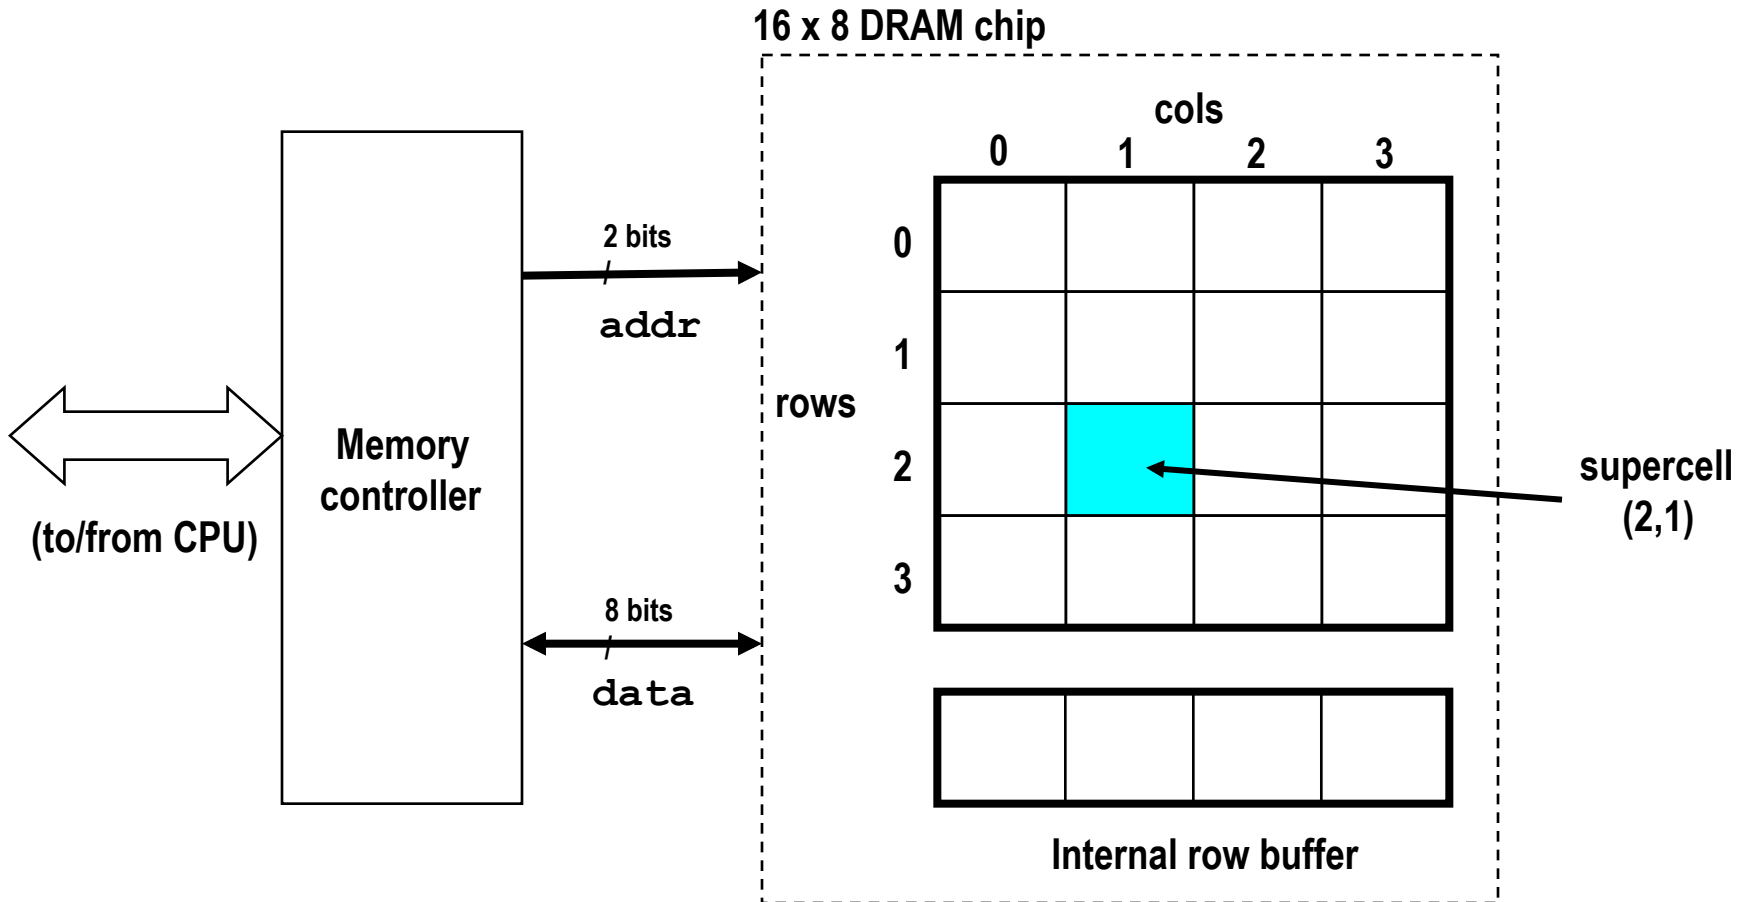 16 x 8 DRAM chip
cols
0 1 2 3
2 bits
addr
0
1
rows
2
3
Memory
controller
(to/from CPU)
supercell
(2,1)
8 bits
data
Internal row buffer